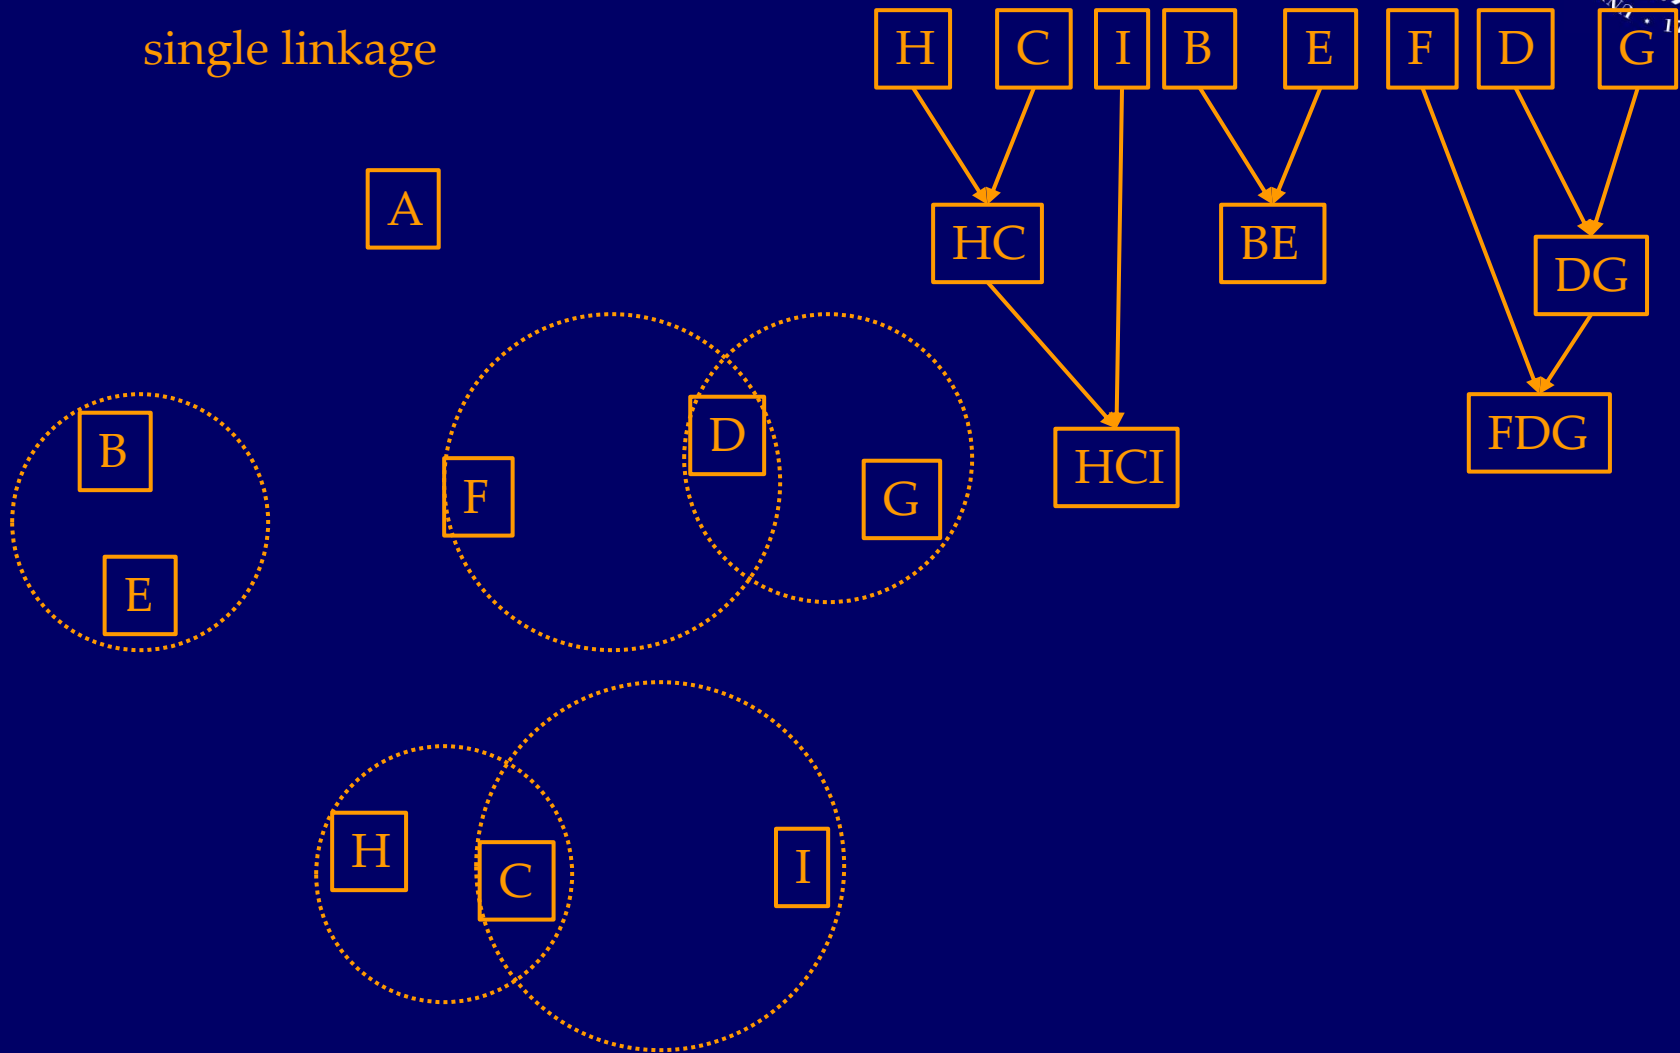 single linkage
H C I B E F D G
A
HC BE
DG
B D FDG
F G HCI
E
H C I